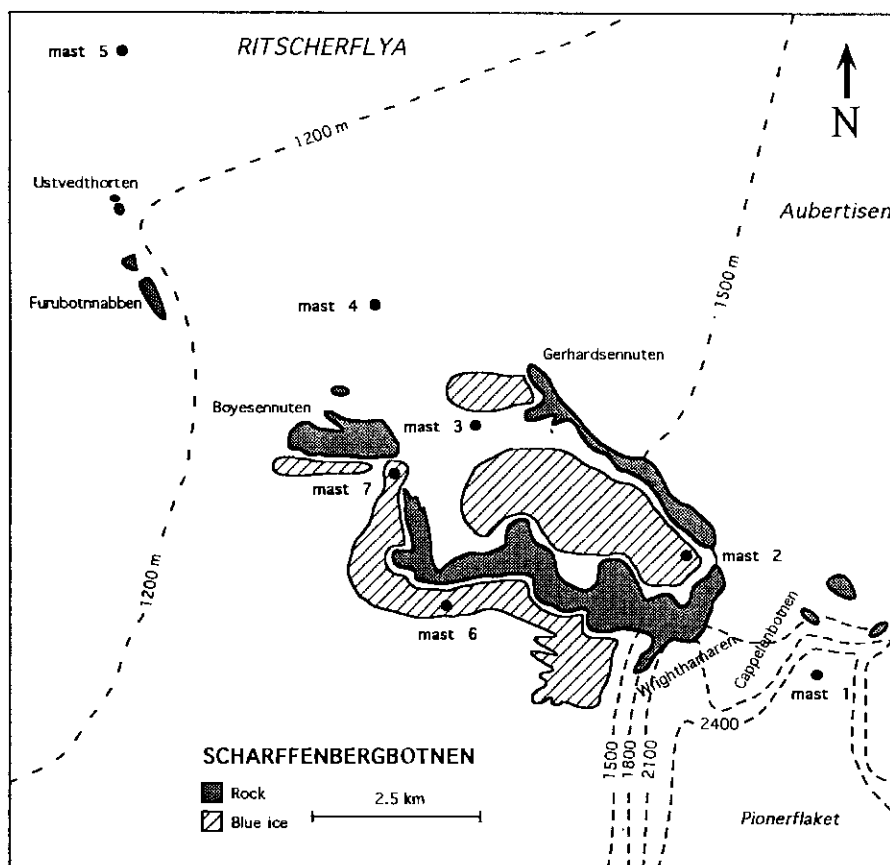 mast 5
RITSCHERFLYA
N
1200 m
Ustvedthorten
Aubertisen
1500 m
Furubotnnabben
mast 4
Gerhardsennuten
Boyesennuten
mast 3
mast 7
mast 2
1200 m
mast 6
Wrighthamaren
Cappelenbotnen
mast 1
2400
1500
1800
2100
SCHARFFENBERGBOTNEN
Rock
2.5 km
Blue ice
Pionerflaket